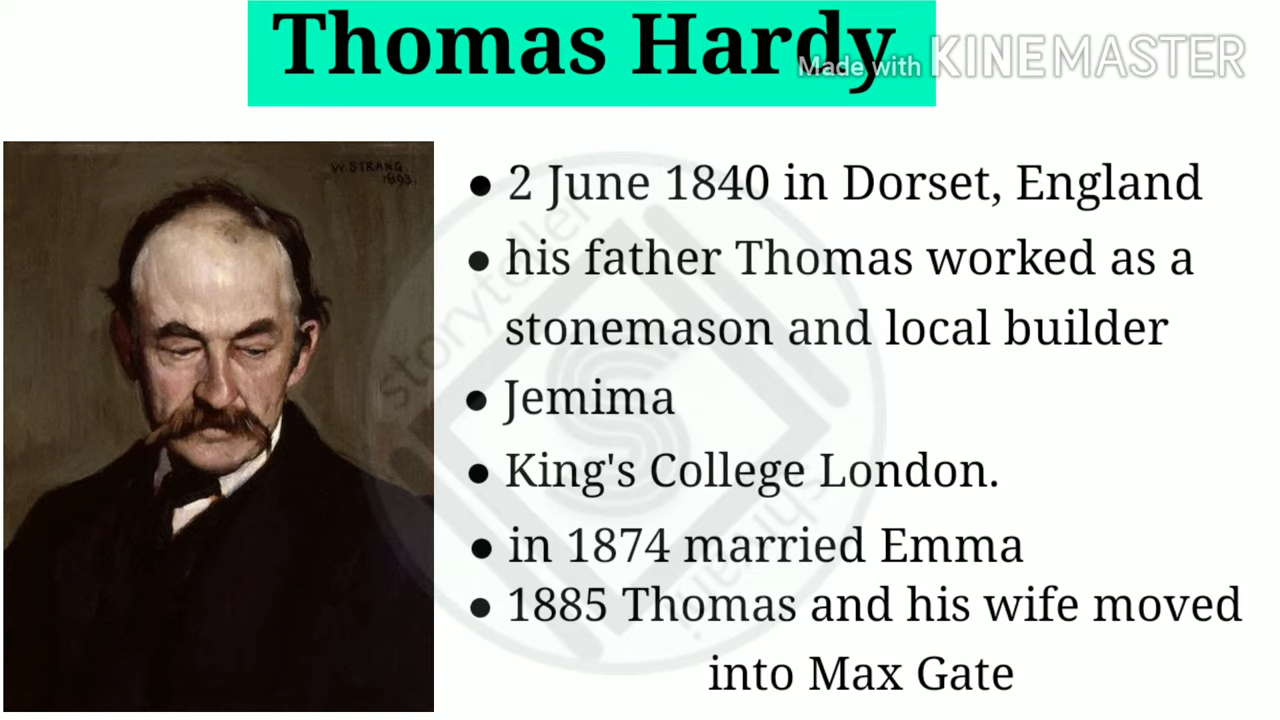 Thomas Hardy
Made with KINEMASTER
W STRANG
1893.
• 2 June 1840 in Dorset, England
• his father Thomas worked as a
stonemason and local builder
• Jemima
• King's College London.
• in 1874 married Emma
• 1885 Thomas and his wife moved
into Max Gate
storyteller